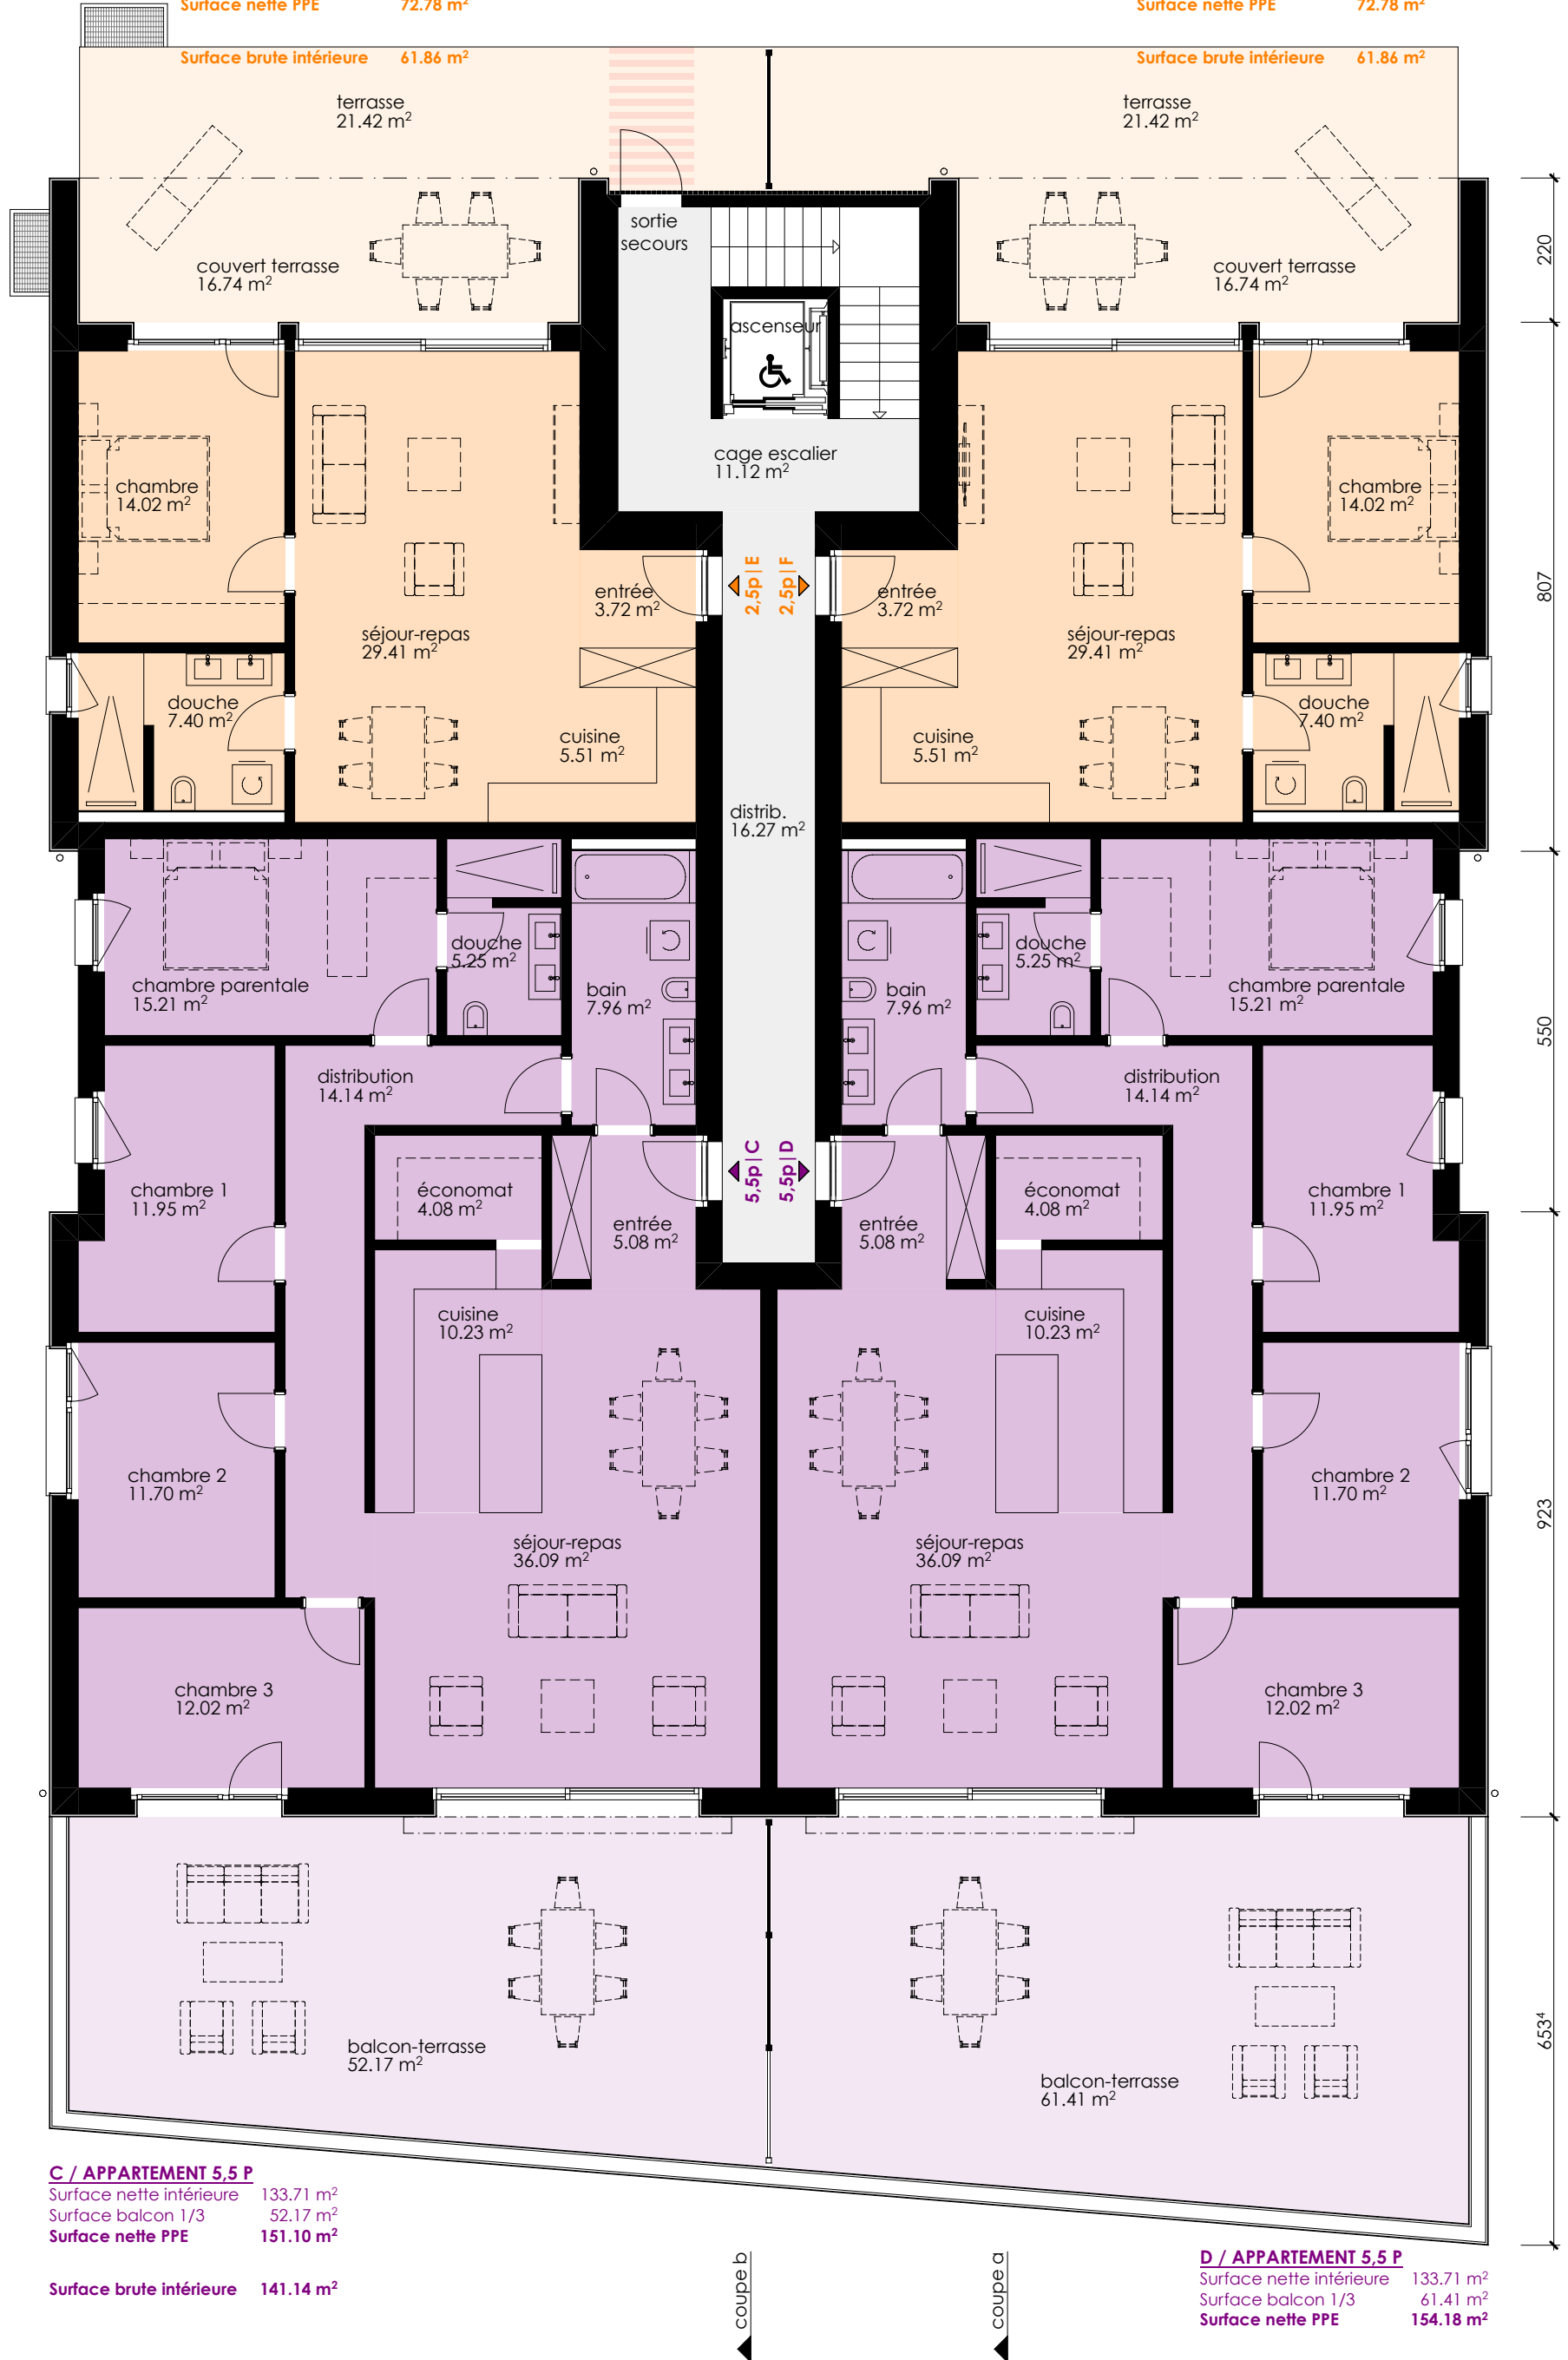 Surface nette PPE 72.78 m²
Surface nette PPE 72.78 m²
Surface brute intérieure 61.86 m²
Surface brute intérieure 61.86 m²
terrasse
21.42 m²
terrasse
21.42 m²
sortie
secours
couvert terrasse
16.74 m²
couvert terrasse
16.74 m²
220
ascenseur
cage escalier
11.12 m²
chambre
14.02 m²
chambre
14.02 m²
2,5p|E
2,5p|F
entrée
3.72 m²
entrée
3.72 m²
807
séjour-repas
29.41 m²
séjour-repas
29.41 m²
douche
7.40 m²
douche
7.40 m²
cuisine
5.51 m²
cuisine
5.51 m²
distrib.
16.27 m²
douche
5.25 m²
douche
5.25 m²
chambre parentale
15.21 m²
bain
7.96 m²
bain
7.96 m²
chambre parentale
15.21 m²
550
distribution
14.14 m²
distribution
14.14 m²
5,5p|C
5,5p|D
chambre 1
11.95 m²
économat
4.08 m²
économat
4.08 m²
chambre 1
11.95 m²
entrée
5.08 m²
entrée
5.08 m²
cuisine
10.23 m²
cuisine
10.23 m²
chambre 2
11.70 m²
chambre 2
11.70 m²
923
séjour-repas
36.09 m²
séjour-repas
36.09 m²
chambre 3
12.02 m²
chambre 3
12.02 m²
653⁴
balcon-terrasse
52.17 m²
balcon-terrasse
61.41 m²
C / APPARTEMENT 5,5 P
Surface nette intérieure 133.71 m²
Surface balcon 1/3 52.17 m²
Surface nette PPE 151.10 m²
Surface brute intérieure 141.14 m²
coupe b
coupe a
D / APPARTEMENT 5,5 P
Surface nette intérieure 133.71 m²
Surface balcon 1/3 61.41 m²
Surface nette PPE 154.18 m²